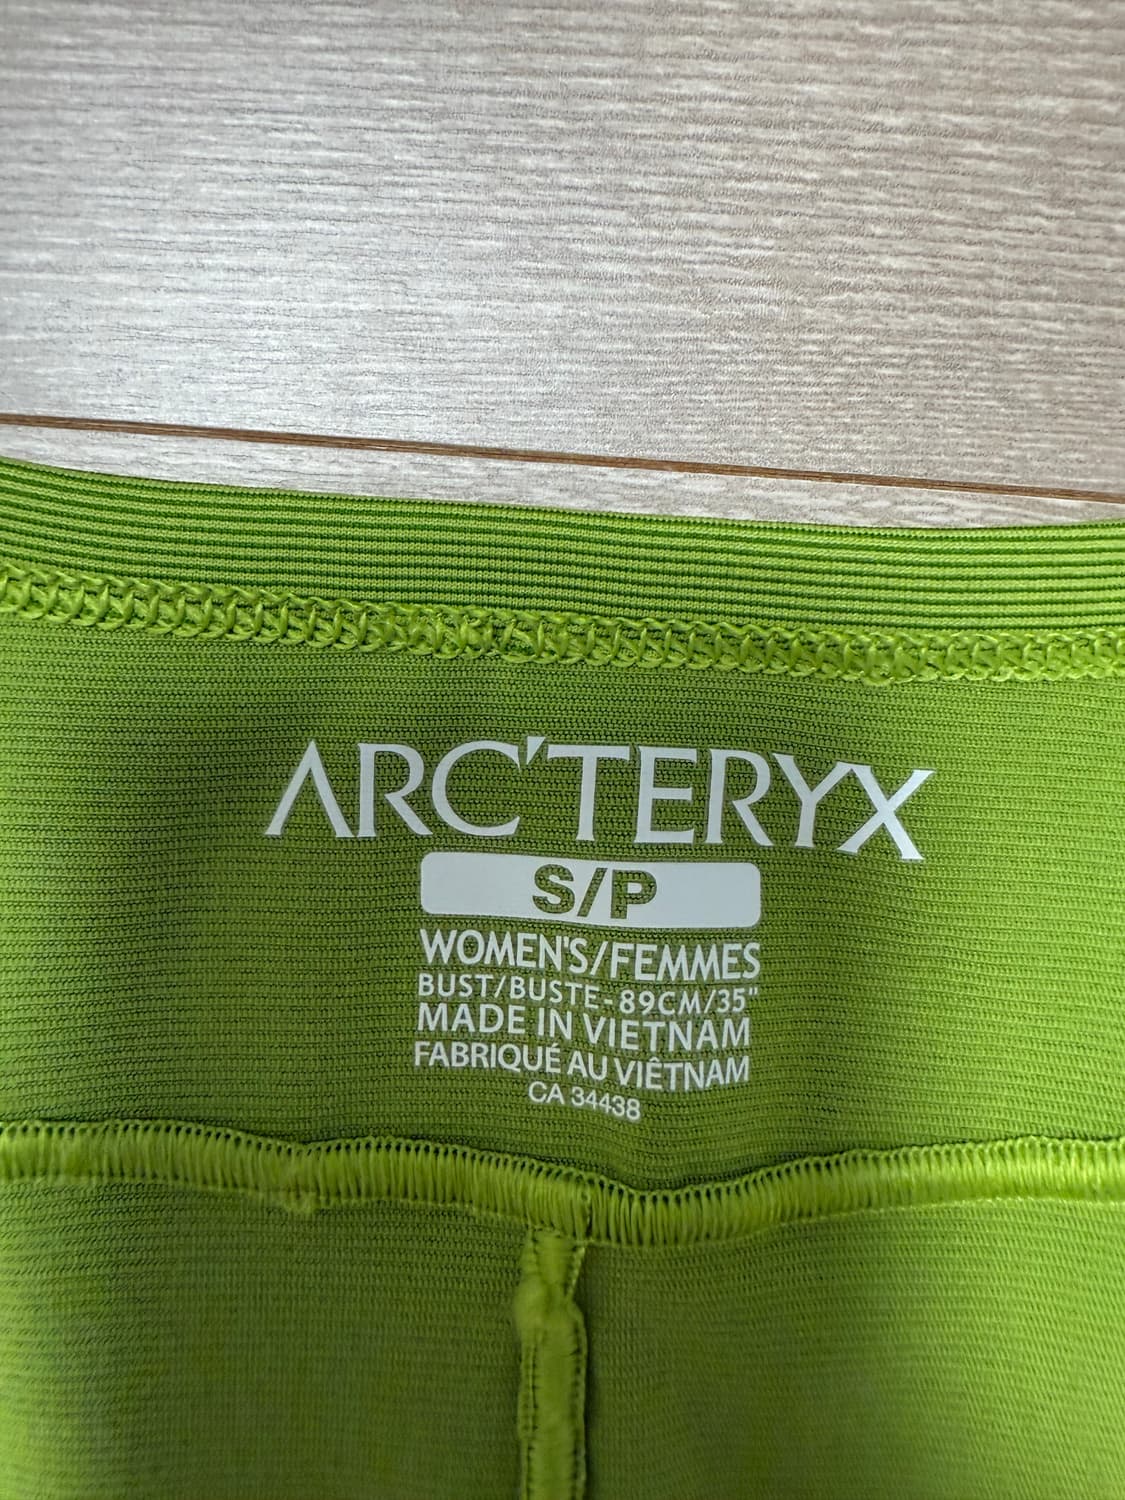 ARC'TERYX
S/P
WOMEN'S/FEMMES
BUST/BUSTE-89CM/35"
MADE IN VIETNAM
FABRIQUÉ AU VIÊTNAM
CA 34438